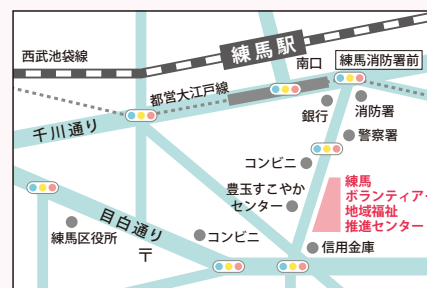 西武池袋線
練馬駅
南口
練馬消防署前
都営大江戸線
銀行
消防署
千川通り
警察署
コンビニ
豊玉すこやか
センター
練馬
ボランティア・
地域福祉
推進センター
目白通り
練馬区役所
コンビニ
信用金庫
〒